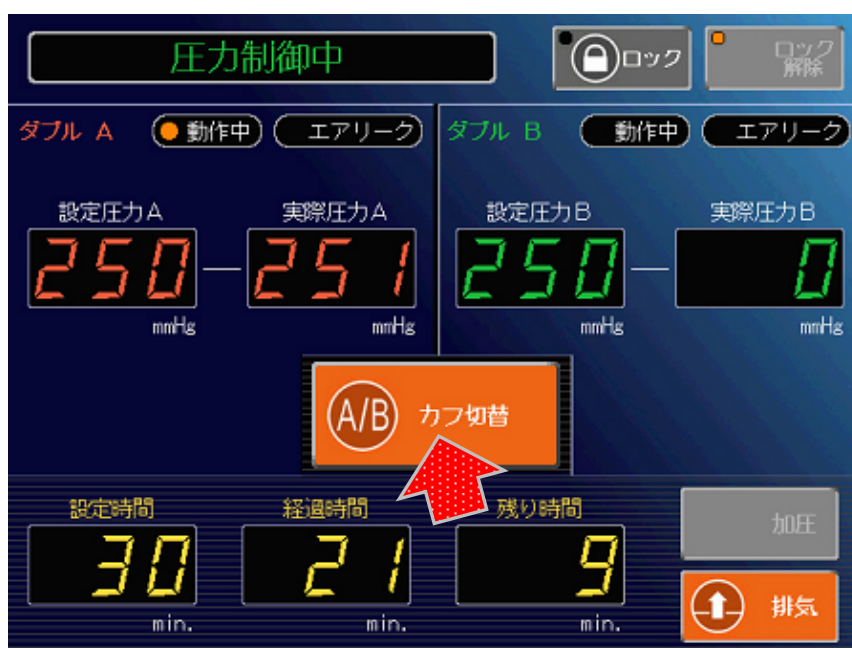 圧力制御中
ロック
ロック
解除
ダブル A
動作中
エアリーク
ダブル B
動作中
エアリーク
設定圧力A
実際圧力A
設定圧力B
実際圧力B
250
251
250
0
mmHg
mmHg
mmHg
mmHg
A/B カフ切替
設定時間
経過時間
残り時間
加圧
30
21
9
min.
min.
min.
排気